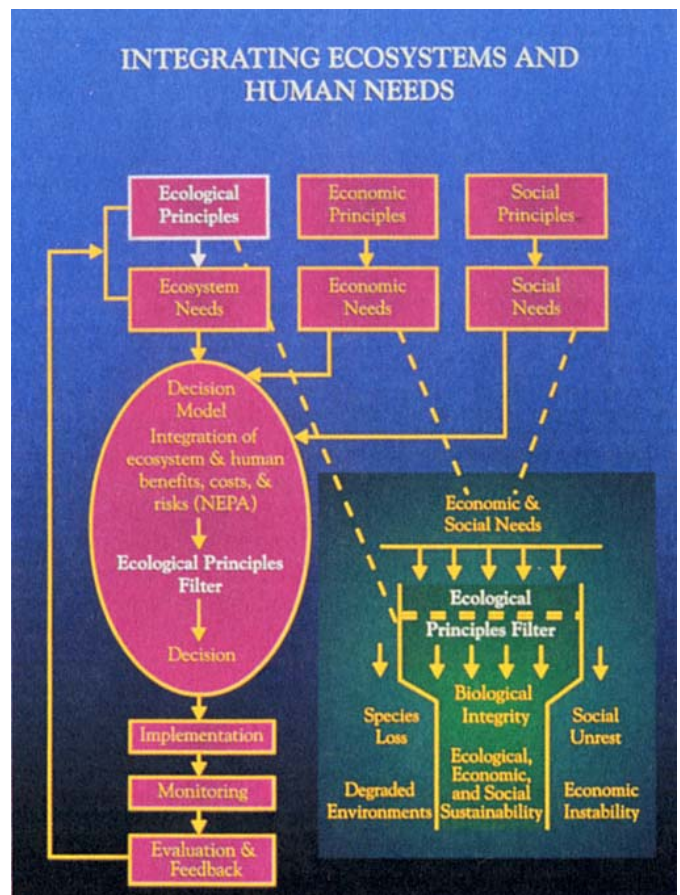 INTEGRATING ECOSYSTEMS AND
HUMAN NEEDS
Ecological
Principles
Economic
Principles
Social
Principles
Ecosystem
Needs
Economic
Needs
Social
Needs
Decision
Model
Integration of
ecosystem & human
benefits, costs, &
risks (NEPA)
Ecological Principles
Filter
Decision
Implementation
Monitoring
Evaluation &
Feedback
Economic &
Social Needs
Ecological
Principles Filter
Biological
Integrity
Species
Loss
Social
Unrest
Ecological,
Economic,
and Social
Sustainability
Degraded
Environments
Economic
Instability